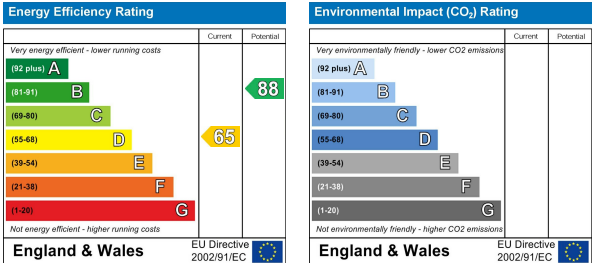 Energy Efficiency Rating
Current Potential
Very energy efficient - lower running costs
(92 plus) A
(81-91) B
88
(69-80) C
(55-68) D
65
(39-54) E
(21-38) F
(1-20) G
Not energy efficient - higher running costs
England & Wales
EU Directive
2002/91/EC
Environmental Impact (CO2) Rating
Current Potential
Very environmentally friendly - lower CO2 emissions
(92 plus) A
(81-91) B
(69-80) C
(55-68) D
(39-54) E
(21-38) F
(1-20) G
Not environmentally friendly - higher CO2 emissions
England & Wales
EU Directive
2002/91/EC